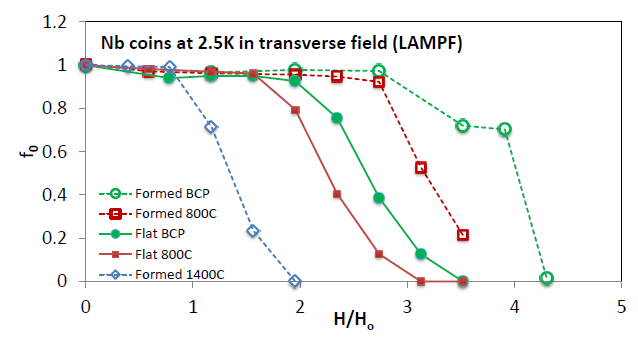 1.2
Nb coins at 2.5K in transverse field (LAMPF)
1
0.8
0.6
0.4
0.2
0
f₀
Formed BCP
Formed 800C
Flat BCP
Flat 800C
Formed 1400C
0 1 2 3 4 5
H/Hₒ